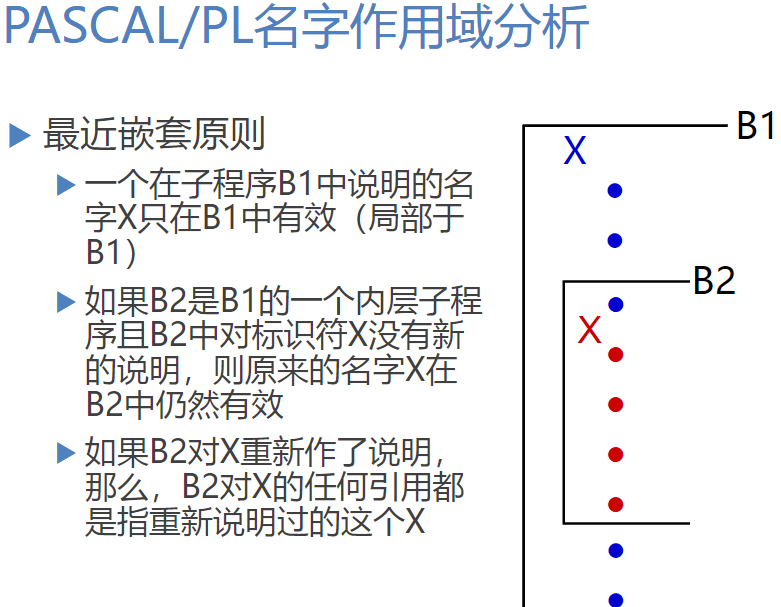 PASCAL/PL名字作用域分析
最近嵌套原则
一个在子程序B1中说明的名
字X只在B1中有效（局部于
B1）
如果B2是B1的一个内层子程
序且B2中对标识符X没有新
的说明，则原来的名字X在
B2中仍然有效
如果B2对X重新作了说明，
那么，B2对X的任何引用都
是指重新说明过的这个X
B1
X
B2
X